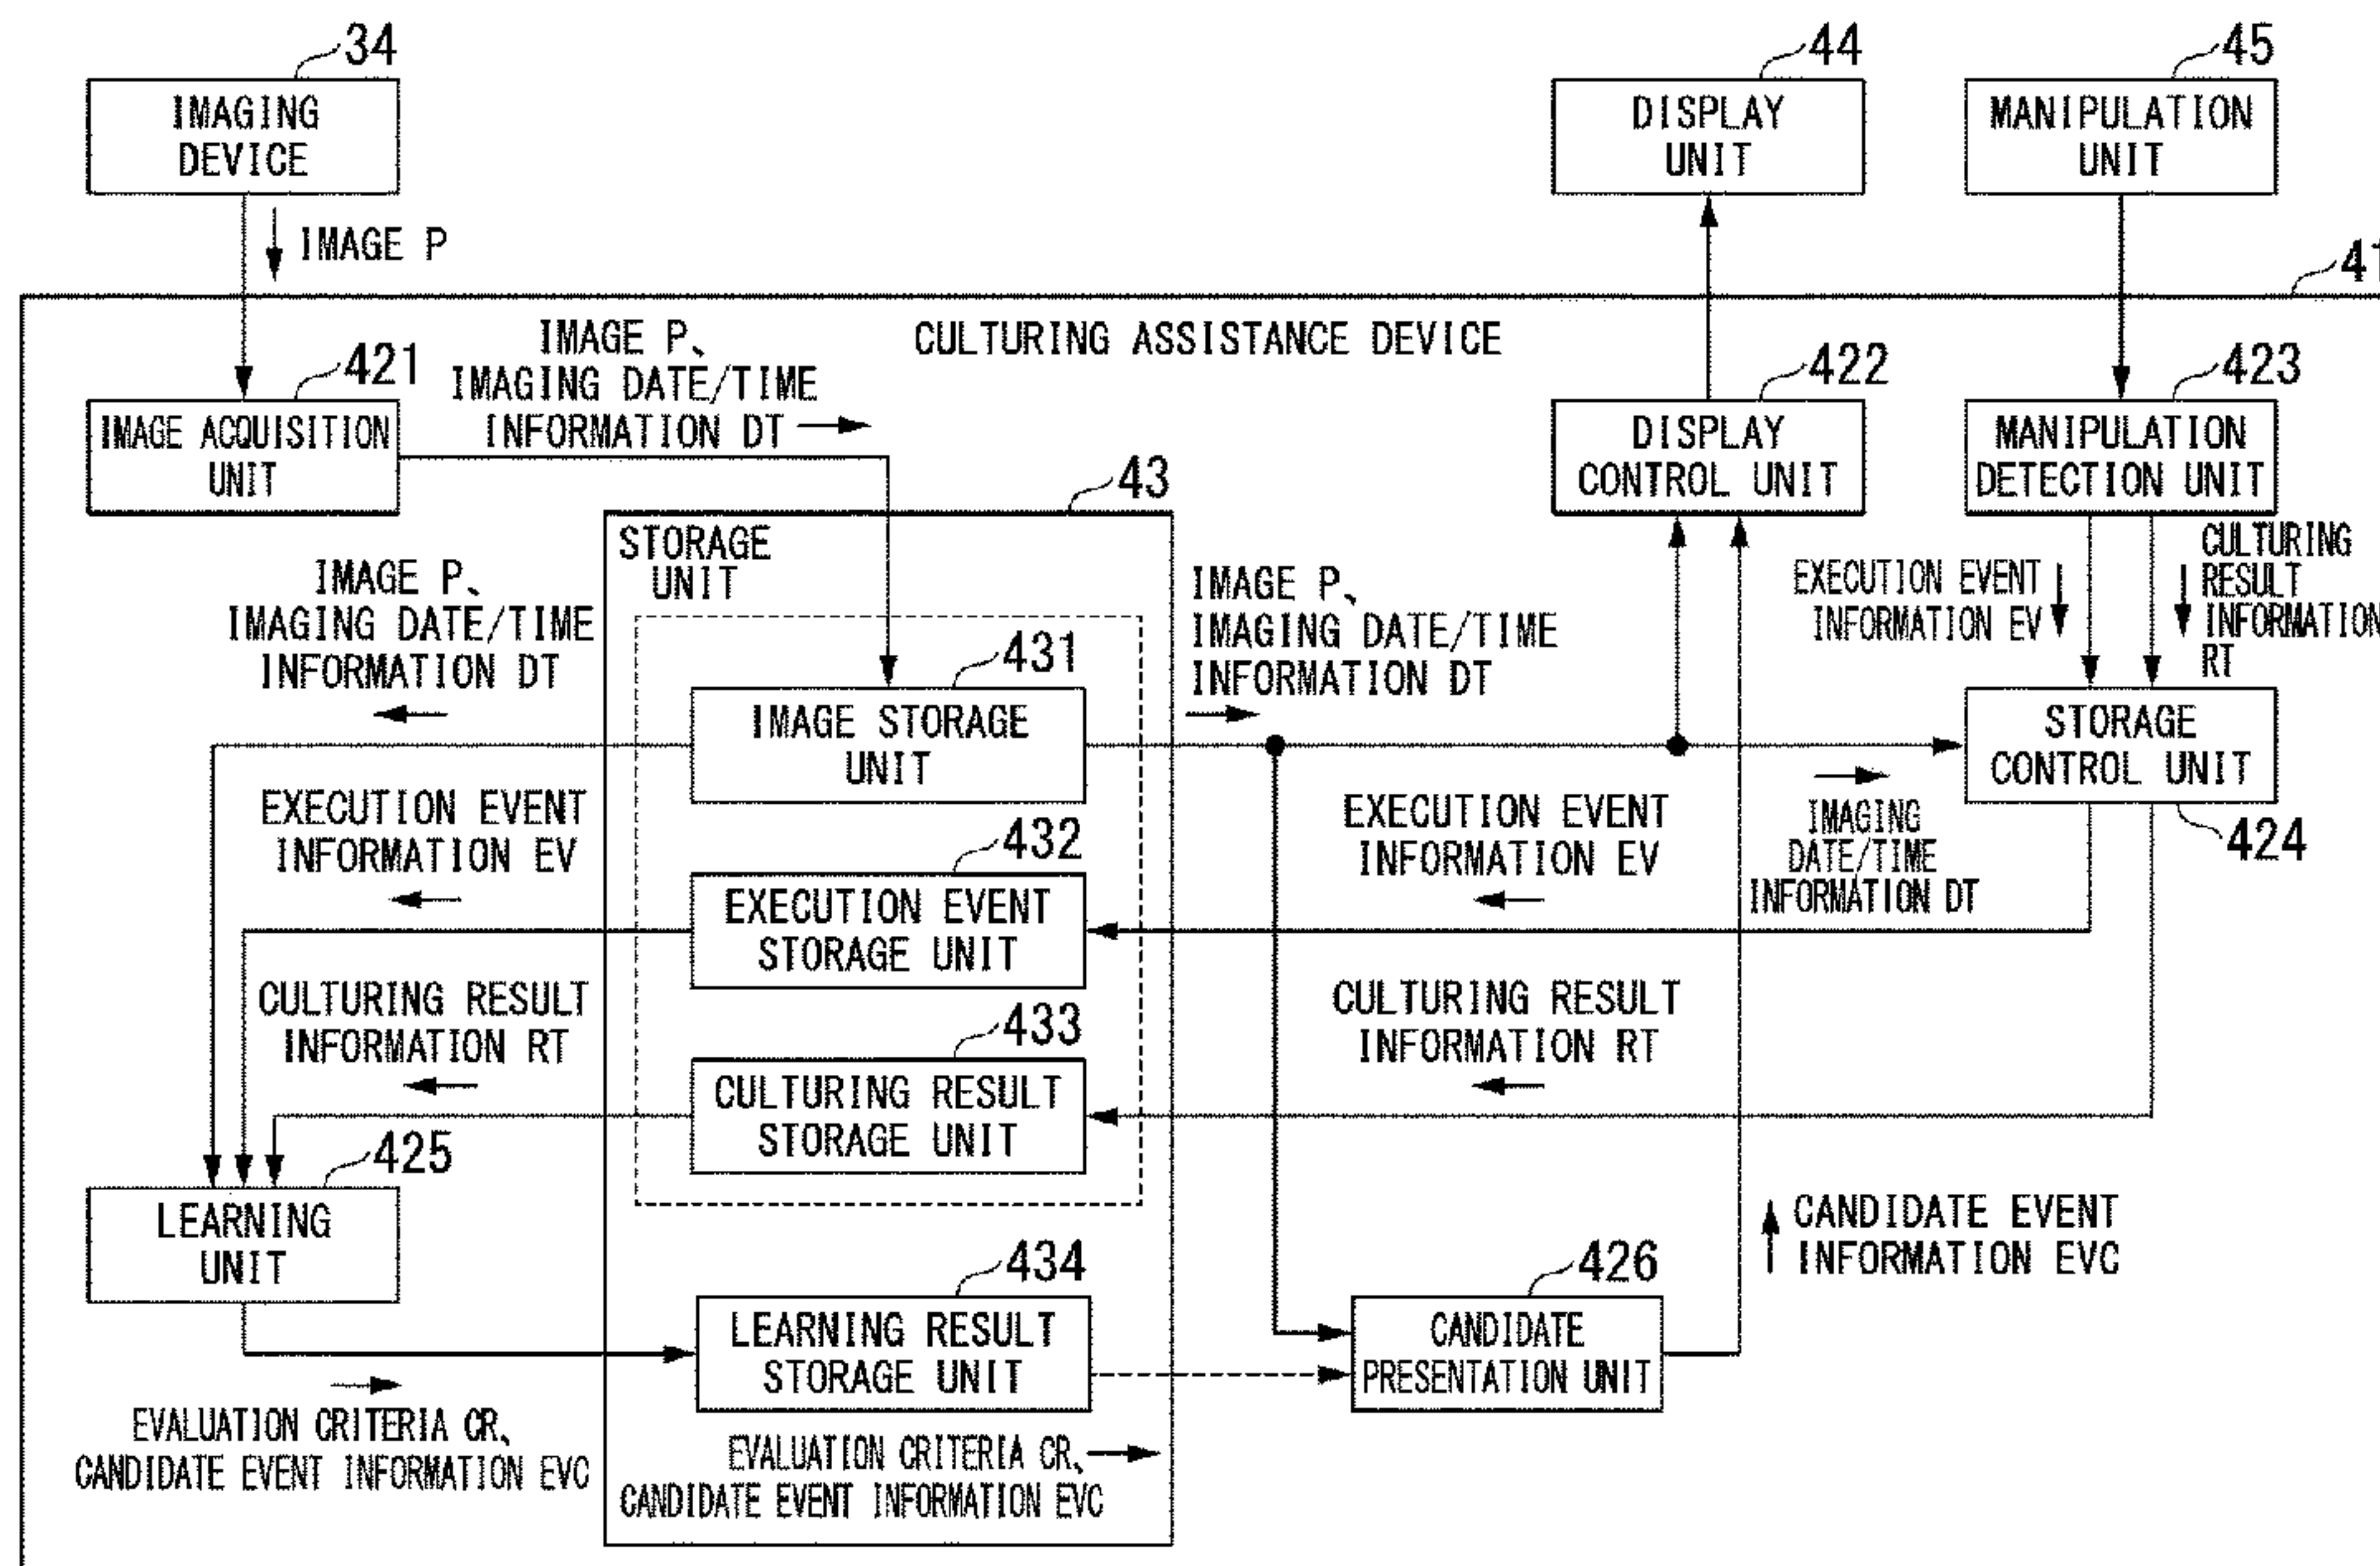 34
IMAGING
DEVICE
IMAGE P
44
DISPLAY
UNIT
45
MANIPULATION
UNIT
41
CULTURING ASSISTANCE DEVICE
421
IMAGE ACQUISITION
UNIT
IMAGE P、
IMAGING DATE/TIME
INFORMATION DT
422
DISPLAY
CONTROL UNIT
423
MANIPULATION
DETECTION UNIT
43
STORAGE
UNIT
IMAGE P、
IMAGING DATE/TIME
INFORMATION DT
IMAGE P、
IMAGING DATE/TIME
INFORMATION DT
EXECUTION EVENT
INFORMATION EV
CULTURING
RESULT
INFORMATION
RT
431
IMAGE STORAGE
UNIT
STORAGE
CONTROL UNIT
424
EXECUTION EVENT
INFORMATION EV
432
EXECUTION EVENT
STORAGE UNIT
EXECUTION EVENT
INFORMATION EV
IMAGING
DATE/TIME
INFORMATION DT
CULTURING RESULT
INFORMATION RT
433
CULTURING RESULT
STORAGE UNIT
CULTURING RESULT
INFORMATION RT
425
LEARNING
UNIT
434
LEARNING RESULT
STORAGE UNIT
426
CANDIDATE
PRESENTATION UNIT
CANDIDATE EVENT
INFORMATION EVC
EVALUATION CRITERIA CR、
CANDIDATE EVENT INFORMATION EVC
EVALUATION CRITERIA CR、
CANDIDATE EVENT INFORMATION EVC